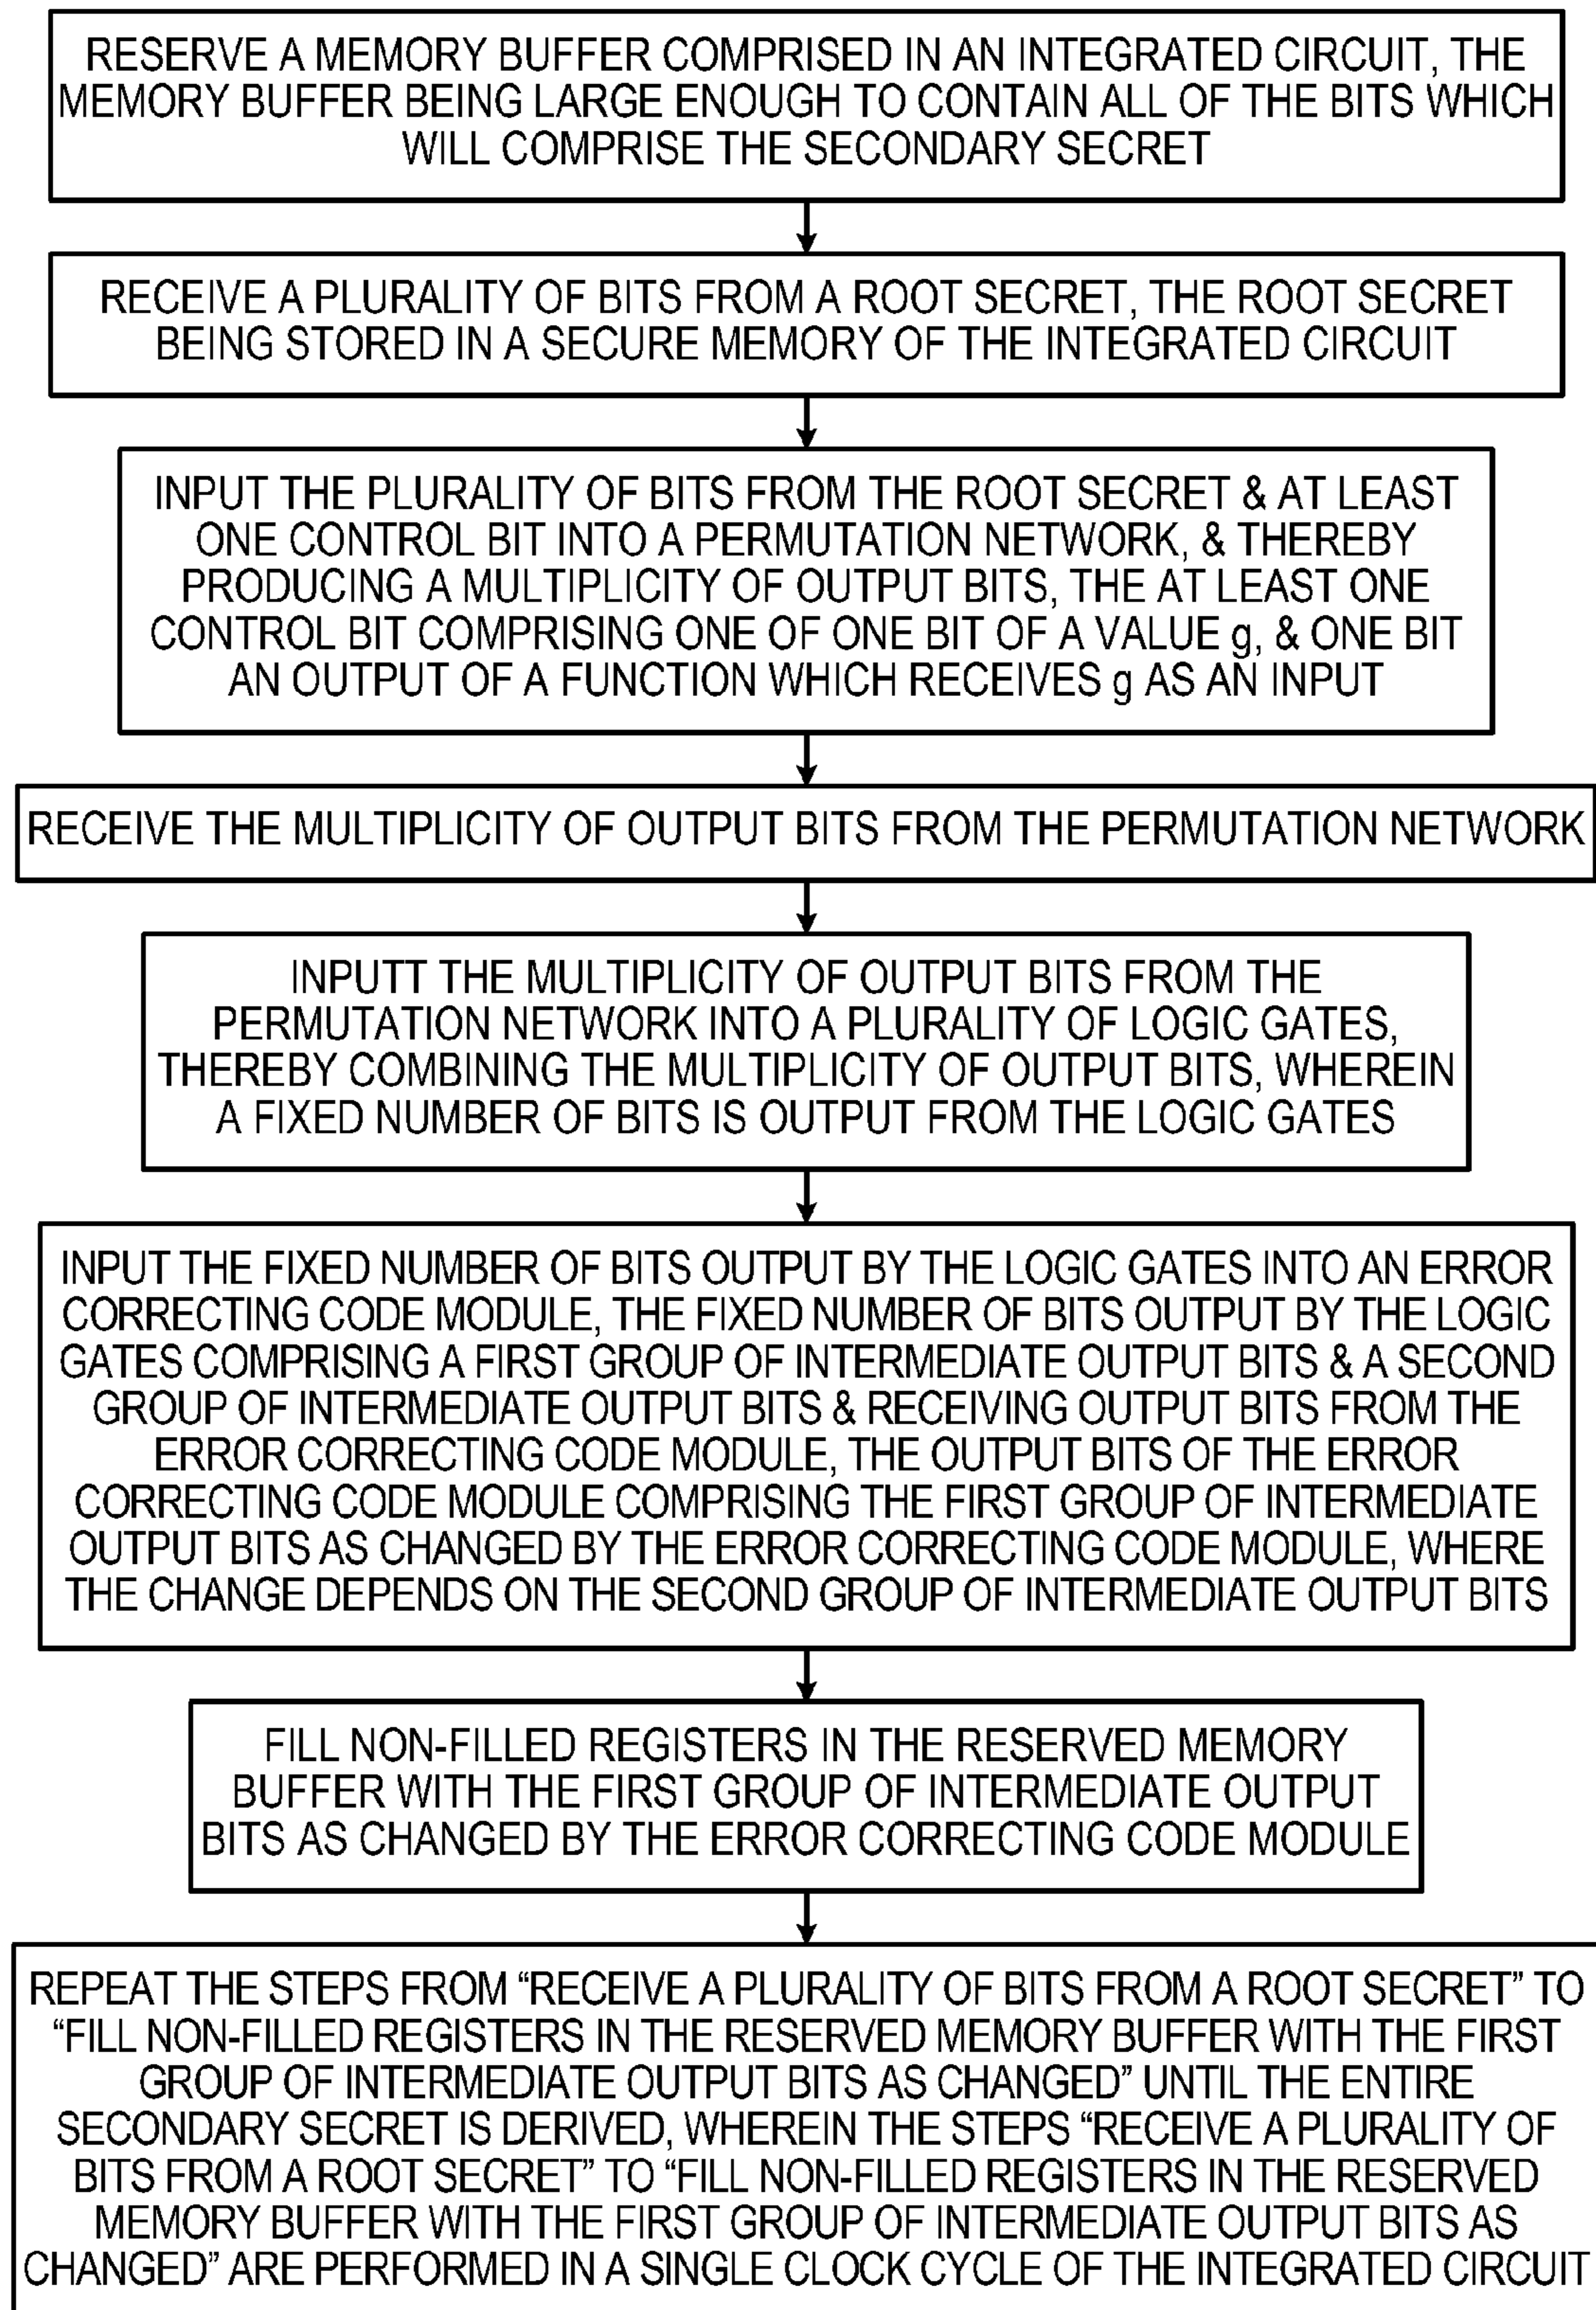 RESERVE A MEMORY BUFFER COMPRISED IN AN INTEGRATED CIRCUIT, THE
MEMORY BUFFER BEING LARGE ENOUGH TO CONTAIN ALL OF THE BITS WHICH
WILL COMPRISE THE SECONDARY SECRET
RECEIVE A PLURALITY OF BITS FROM A ROOT SECRET, THE ROOT SECRET
BEING STORED IN A SECURE MEMORY OF THE INTEGRATED CIRCUIT
INPUT THE PLURALITY OF BITS FROM THE ROOT SECRET & AT LEAST
ONE CONTROL BIT INTO A PERMUTATION NETWORK, & THEREBY
PRODUCING A MULTIPLICITY OF OUTPUT BITS, THE AT LEAST ONE
CONTROL BIT COMPRISING ONE OF ONE BIT OF A VALUE g, & ONE BIT
AN OUTPUT OF A FUNCTION WHICH RECEIVES g AS AN INPUT
RECEIVE THE MULTIPLICITY OF OUTPUT BITS FROM THE PERMUTATION NETWORK
INPUTT THE MULTIPLICITY OF OUTPUT BITS FROM THE
PERMUTATION NETWORK INTO A PLURALITY OF LOGIC GATES,
THEREBY COMBINING THE MULTIPLICITY OF OUTPUT BITS, WHEREIN
A FIXED NUMBER OF BITS IS OUTPUT FROM THE LOGIC GATES
INPUT THE FIXED NUMBER OF BITS OUTPUT BY THE LOGIC GATES INTO AN ERROR
CORRECTING CODE MODULE, THE FIXED NUMBER OF BITS OUTPUT BY THE LOGIC
GATES COMPRISING A FIRST GROUP OF INTERMEDIATE OUTPUT BITS & A SECOND
GROUP OF INTERMEDIATE OUTPUT BITS & RECEIVING OUTPUT BITS FROM THE
ERROR CORRECTING CODE MODULE, THE OUTPUT BITS OF THE ERROR
CORRECTING CODE MODULE COMPRISING THE FIRST GROUP OF INTERMEDIATE
OUTPUT BITS AS CHANGED BY THE ERROR CORRECTING CODE MODULE, WHERE
THE CHANGE DEPENDS ON THE SECOND GROUP OF INTERMEDIATE OUTPUT BITS
FILL NON-FILLED REGISTERS IN THE RESERVED MEMORY
BUFFER WITH THE FIRST GROUP OF INTERMEDIATE OUTPUT
BITS AS CHANGED BY THE ERROR CORRECTING CODE MODULE
REPEAT THE STEPS FROM “RECEIVE A PLURALITY OF BITS FROM A ROOT SECRET” TO
“FILL NON-FILLED REGISTERS IN THE RESERVED MEMORY BUFFER WITH THE FIRST
GROUP OF INTERMEDIATE OUTPUT BITS AS CHANGED” UNTIL THE ENTIRE
SECONDARY SECRET IS DERIVED, WHEREIN THE STEPS “RECEIVE A PLURALITY OF
BITS FROM A ROOT SECRET” TO “FILL NON-FILLED REGISTERS IN THE RESERVED
MEMORY BUFFER WITH THE FIRST GROUP OF INTERMEDIATE OUTPUT BITS AS
CHANGED” ARE PERFORMED IN A SINGLE CLOCK CYCLE OF THE INTEGRATED CIRCUIT